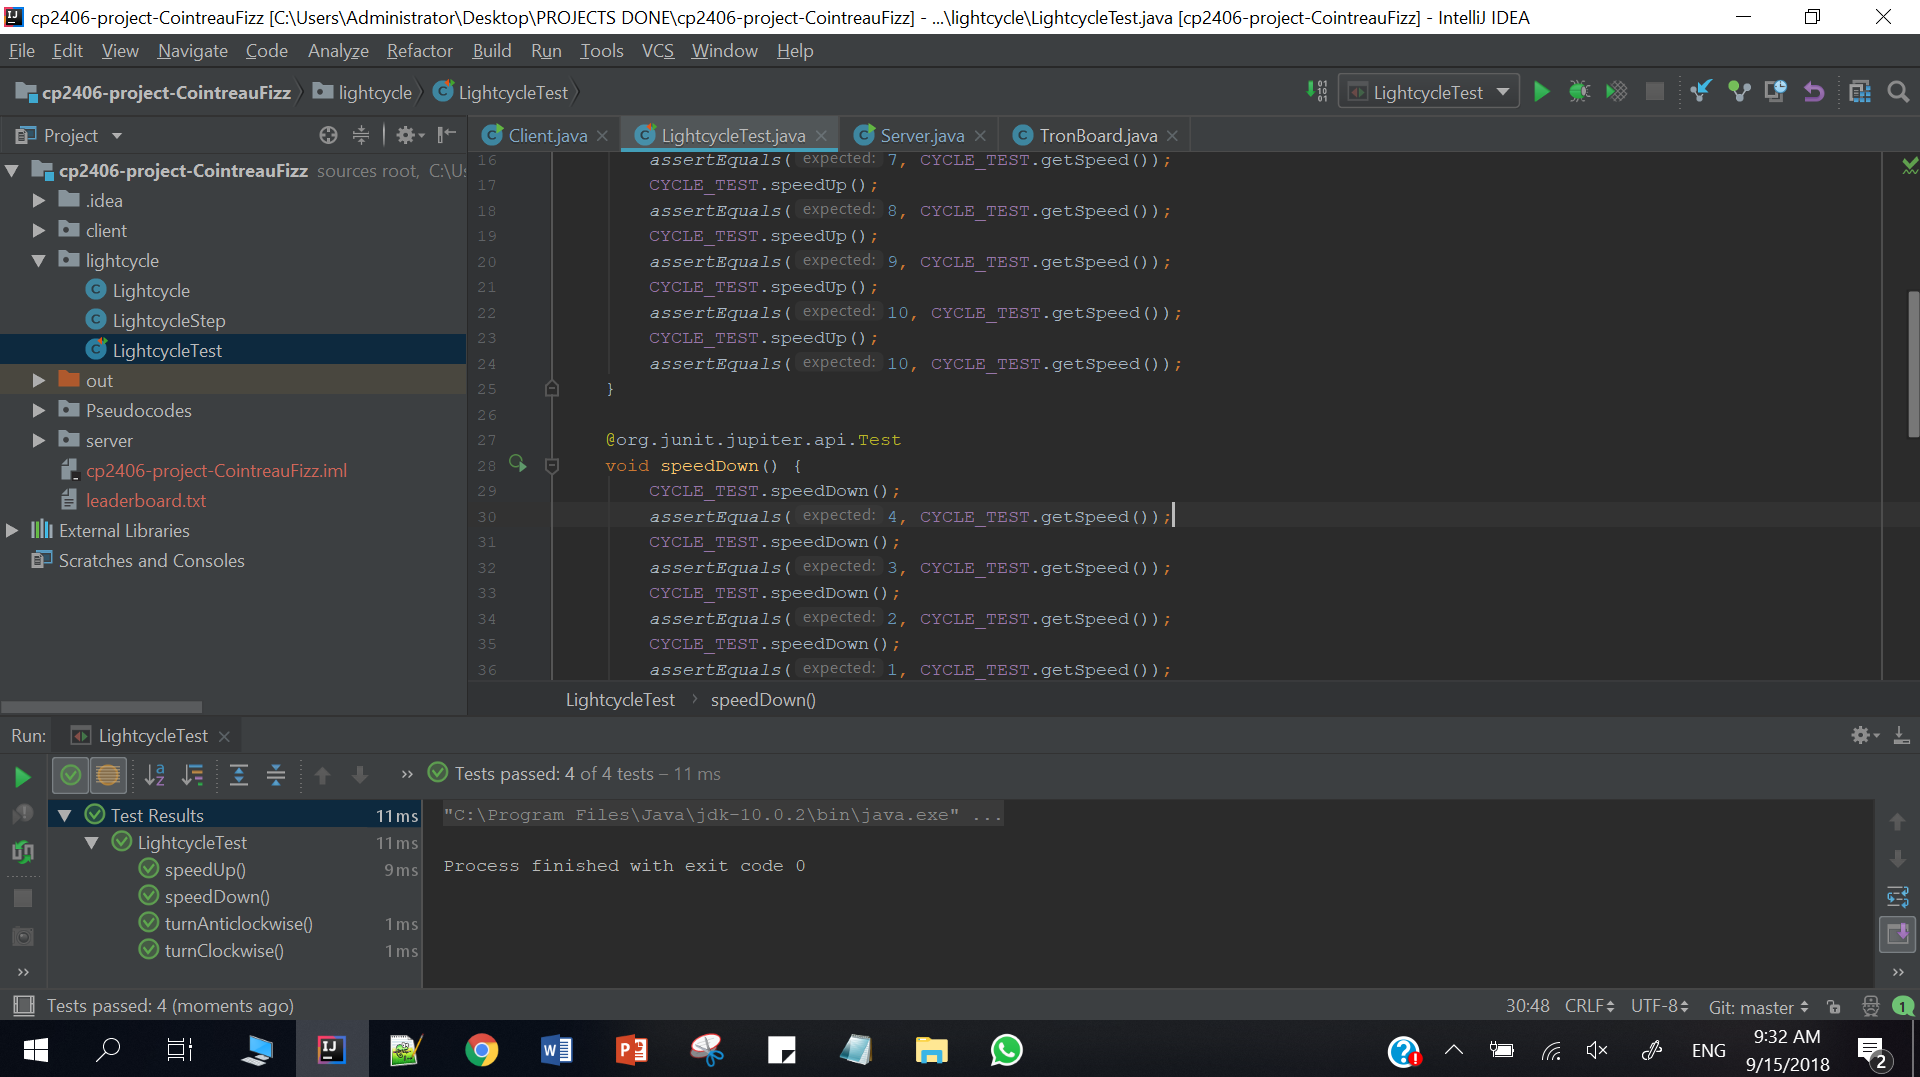 cp2406-project-CointreauFizz [C:\Users\Administrator\Desktop\PROJECTS DONE\cp2406-project-CointreauFizz] - ...\lightcycle\LightcycleTest.java [cp2406-project-CointreauFizz] - IntelliJ IDEA
File Edit View Navigate Code Analyze Refactor Build Run Tools VCS Window Help
cp2406-project-CointreauFizz lightcycle LightcycleTest
LightcycleTest
Project
Client.java LightcycleTest.java Server.java TronBoard.java
cp2406-project-CointreauFizz sources root, C:\U
.idea
client
lightcycle
Lightcycle
LightcycleStep
LightcycleTest
out
Pseudocodes
server
cp2406-project-CointreauFizz.iml
leaderboard.txt
External Libraries
Scratches and Consoles
16 assertEquals( expected: 7, CYCLE_TEST.getSpeed());
17 CYCLE_TEST.speedUp();
18 assertEquals( expected: 8, CYCLE_TEST.getSpeed());
19 CYCLE_TEST.speedUp();
20 assertEquals( expected: 9, CYCLE_TEST.getSpeed());
21 CYCLE_TEST.speedUp();
22 assertEquals( expected: 10, CYCLE_TEST.getSpeed());
23 CYCLE_TEST.speedUp();
24 assertEquals( expected: 10, CYCLE_TEST.getSpeed());
25 }
26
27 @org.junit.jupiter.api.Test
28 void speedDown() {
29 CYCLE_TEST.speedDown();
30 assertEquals( expected: 4, CYCLE_TEST.getSpeed());
31 CYCLE_TEST.speedDown();
32 assertEquals( expected: 3, CYCLE_TEST.getSpeed());
33 CYCLE_TEST.speedDown();
34 assertEquals( expected: 2, CYCLE_TEST.getSpeed());
35 CYCLE_TEST.speedDown();
36 assertEquals( expected: 1, CYCLE_TEST.getSpeed());
LightcycleTest speedDown()
Run: LightcycleTest
Tests passed: 4 of 4 tests – 11 ms
Test Results 11 ms
LightcycleTest 11 ms
speedUp() 9 ms
speedDown()
turnAnticlockwise() 1 ms
turnClockwise() 1 ms
"C:\Program Files\Java\jdk-10.0.2\bin\java.exe" ...
Process finished with exit code 0
Tests passed: 4 (moments ago)
30:48 CRLF UTF-8 Git: master 1
ENG
9:32 AM
9/15/2018
2